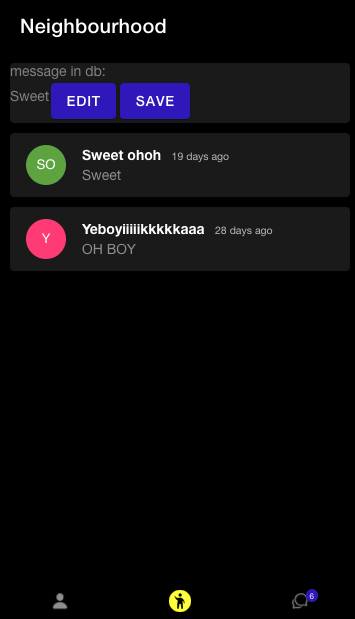 Neighbourhood
message in db:
Sweet EDIT SAVE
SO Sweet ohoh 19 days ago
Sweet
Y Yeboyiiiiikkkkkaaa 28 days ago
OH BOY
6